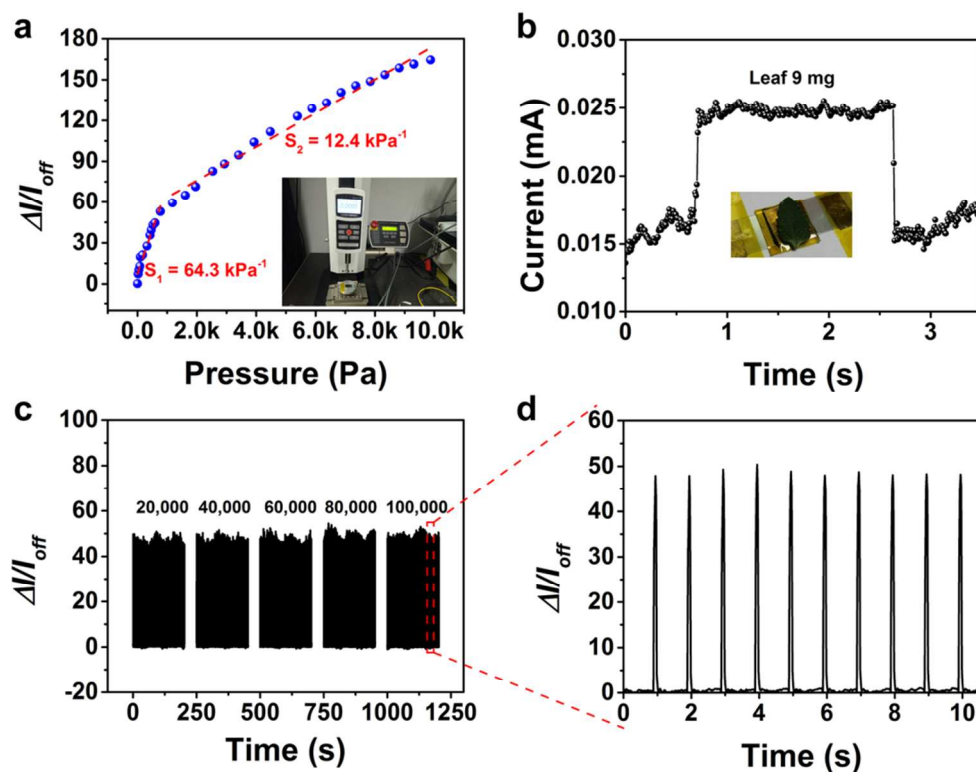 a
180
150
120
90
60
30
0
ΔI/I_off
S₂ = 12.4 kPa⁻¹
S₁ = 64.3 kPa⁻¹
0.0 2.0k 4.0k 6.0k 8.0k 10.0k
Pressure (Pa)
b
0.030
0.025
0.020
0.015
0.010
Current (mA)
Leaf 9 mg
0 1 2 3
Time (s)
c
100
80
60
40
20
0
-20
ΔI/I_off
20,000 40,000 60,000 80,000 100,000
0 250 500 750 1000 1250
Time (s)
d
60
50
40
30
20
10
0
ΔI/I_off
0 2 4 6 8 10
Time (s)